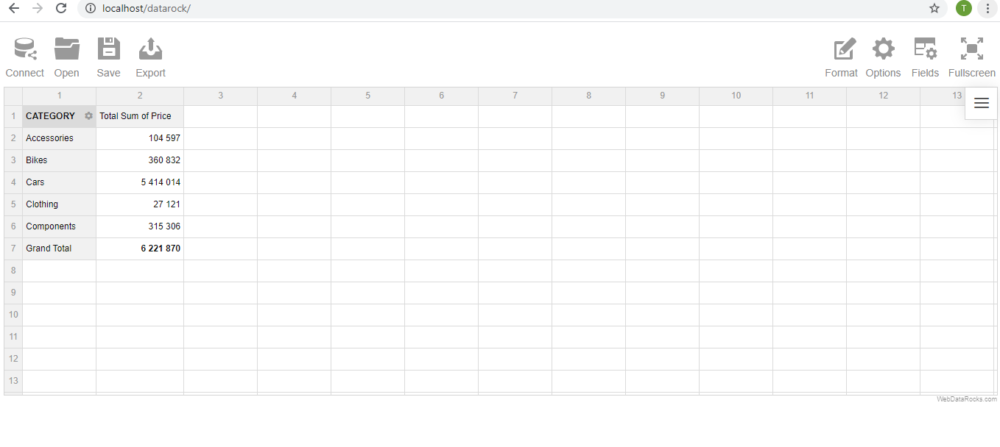 localhost/datarock/
T
Connect Open Save Export Format Options Fields Fullscreen
1 2 3 4 5 6 7 8 9 10 11 12 13
1 CATEGORY Total Sum of Price
2 Accessories 104 597
3 Bikes 360 832
4 Cars 5 414 014
5 Clothing 27 121
6 Components 315 306
7 Grand Total 6 221 870
8
9
10
11
12
13
WebDataRocks.com